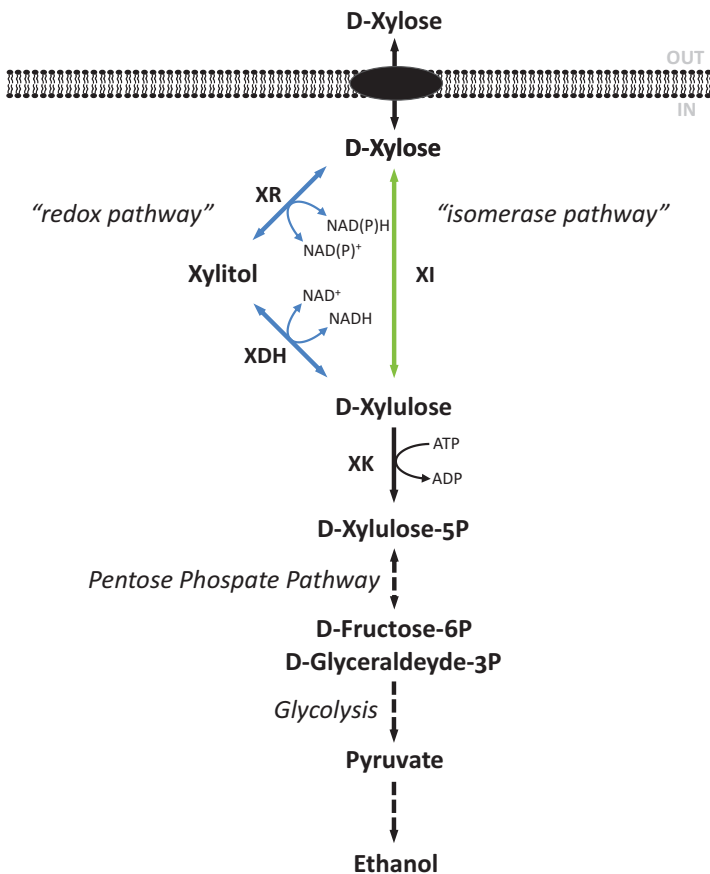 D-Xylose
OUT
IN
D-Xylose
XR
“redox pathway”
“isomerase pathway”
NAD(P)H
NAD(P)+
Xylitol
XI
NAD+
NADH
XDH
D-Xylulose
ATP
XK
ADP
D-Xylulose-5P
Pentose Phospate Pathway
D-Fructose-6P
D-Glyceraldeyde-3P
Glycolysis
Pyruvate
Ethanol